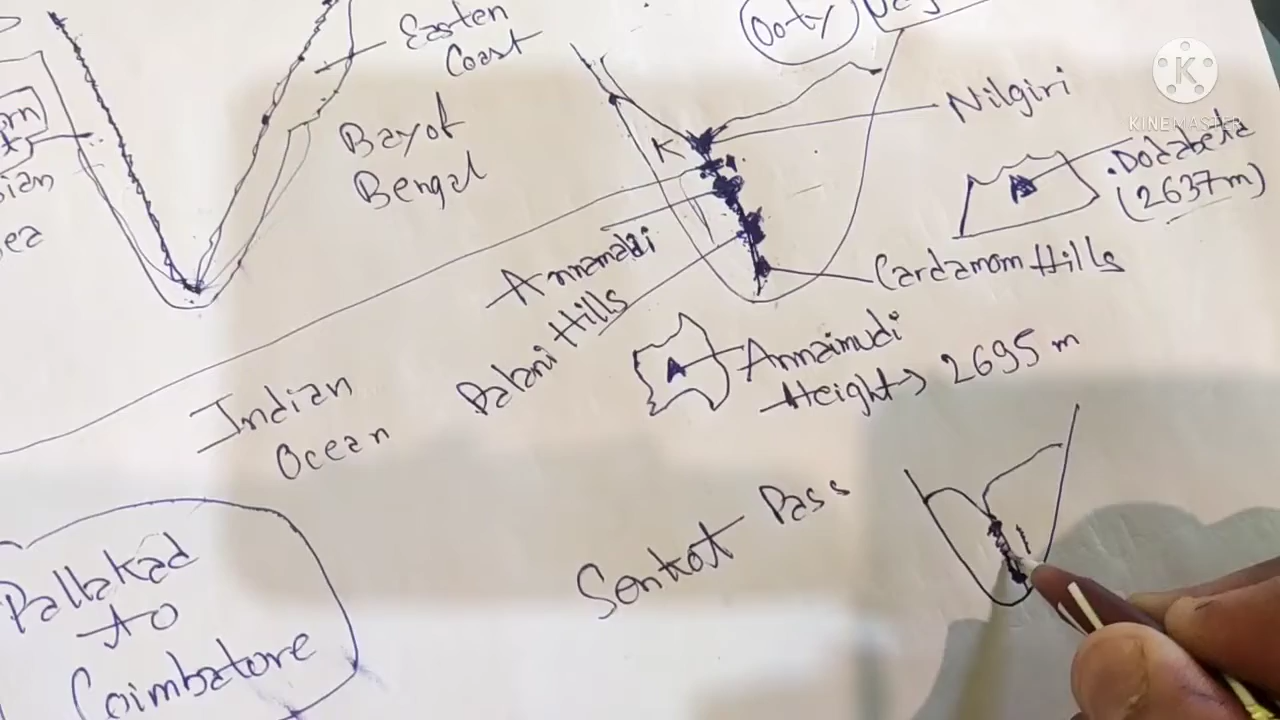 Easten
Coast
Ooty
K
KINEMASTER
Nilgiri
Bay of
Bengal
K
.Dodabeta
(2637m)
Annamalai
Cardamom Hills
Palani Hills
Annaimudi
Height → 2695 m
Indian
Ocean
Senkot Pass
Pallakad
to
Coimbatore